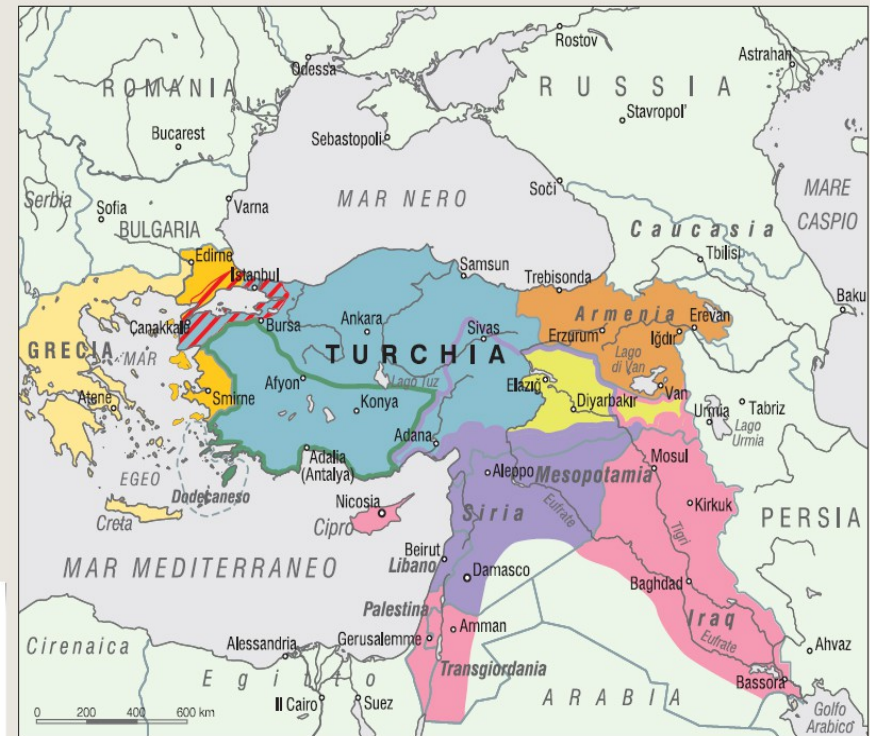 Rostov
Astrahan'
Odessa
ROMANIA
RUSSIA
Stavropol'
Bucarest
Sebastopoli
MAR NERO
Soči
MARE
CASPIO
Serbia
Sofia
Varna
BULGARIA
Caucasia
Tbilisi
Edirne
İstanbul
Samsun
Trebisonda
Baku
Armenia
Erevan
Çanakkale
Bursa
Ankara
Sivas
Erzurum
Iğdır
GRECIA
MAR
TURCHIA
Lago
di Van
Afyon
Lago Tuz
Elazığ
Van
Atene
Smirne
Konya
Diyarbakır
Urmia
Tabriz
Lago
Urmia
Adana
Adalia
(Antalya)
Mosul
EGEO
Aleppo
Mesopotamia
Dodecaneso
Nicosia
Eufrate
Kirkuk
Creta
Cipro
Siria
Tigri
PERSIA
Beirut
Libano
MAR MEDITERRANEO
Damasco
Baghdad
Palestina
Iraq
Cirenaica
Alessandria
Gerusalemme
Amman
Eufrate
Ahvaz
Transgiordania
Egitto
Bassora
Il Cairo
Suez
ARABIA
Golfo
Arabico
0 200 400 600 km